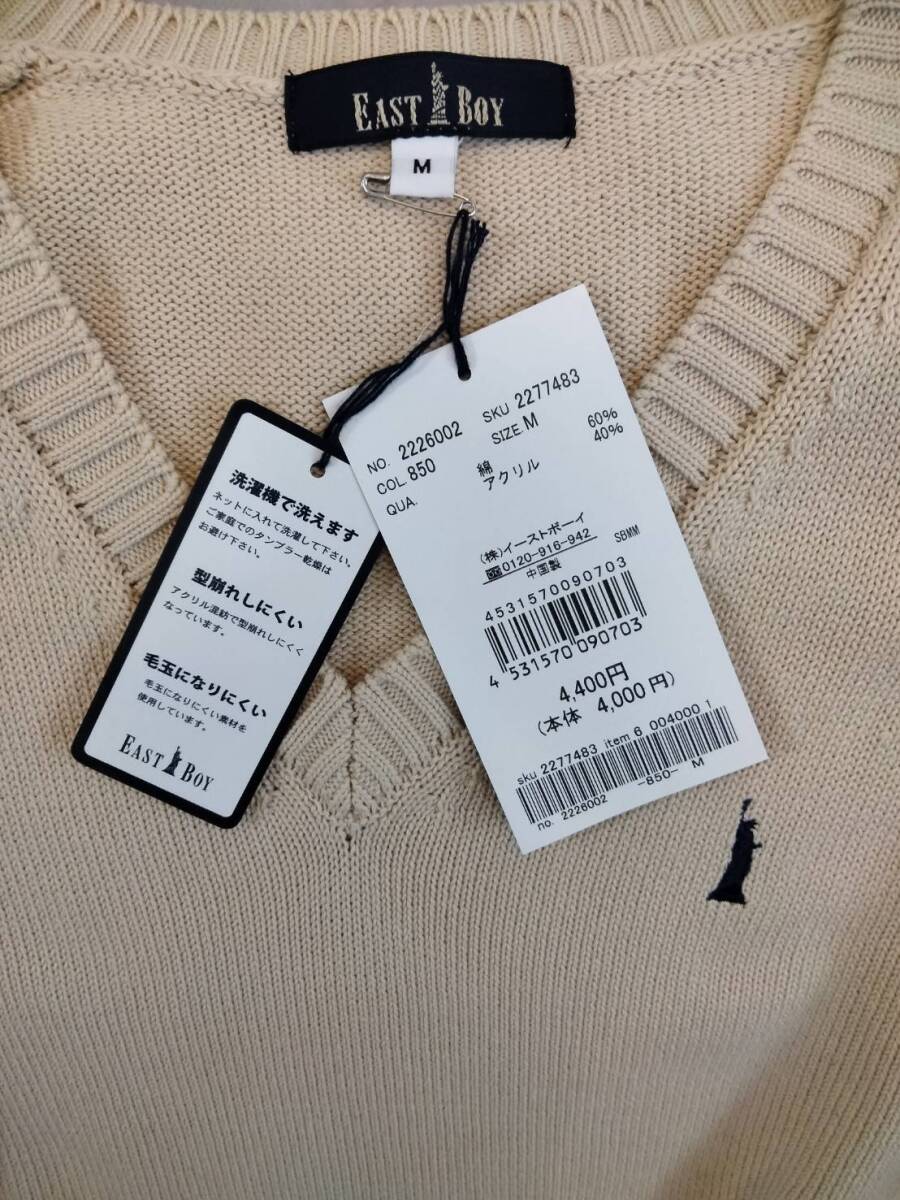 EAST BOY
M
洗濯機で洗えます
ネットに入れて洗濯して下さい。
ご家庭でのタンブラー乾燥は
お避け下さい。
型崩れしにくい
アクリル混紡で型崩れしにくく
なっています。
毛玉になりにくい
毛玉になりにくい素材を
使用しています。
EAST BOY
NO. 2226002 SKU 2277483
COL. 850 SIZE. M
QUA. 綿 60%
アクリル 40%
(株)イーストボーイ
0120-916-942 SBWM
中国製
4531570090703
4 531570 090703
4,400円
(本体 4,000円)
sku 2277483 item 6 004000 1
no. 2226002 -850- M